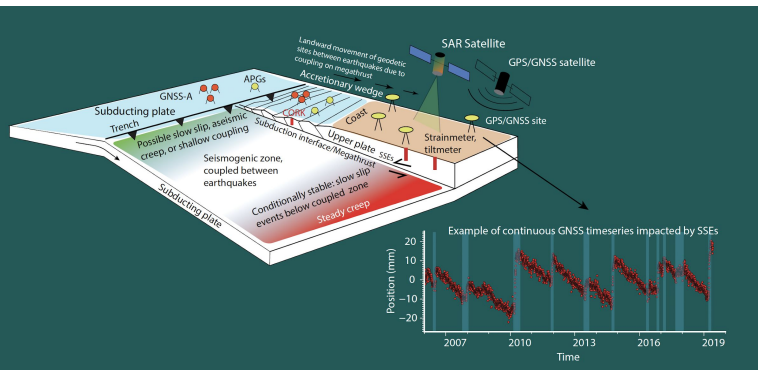 Landward movement of geodetic
sites between earthquakes due to
coupling on megathrust
SAR Satellite
GPS/GNSS satellite
APGs
GNSS-A
Accretionary wedge
Subducting plate
CORK
Coast
GPS/GNSS site
Trench
Possible slow slip, aseismic
creep, or shallow coupling
Subduction interface/Megathrust
Upper plate
SSEs
Strainmeter,
tiltmeter
Seismogenic zone,
coupled between
earthquakes
Conditionally stable: slow slip
events below coupled zone
Steady creep
Subducting plate
Example of continuous GNSS timeseries impacted by SSEs
Position (mm)
20
10
0
−10
−20
2007
2010
2013
2016
2019
Time